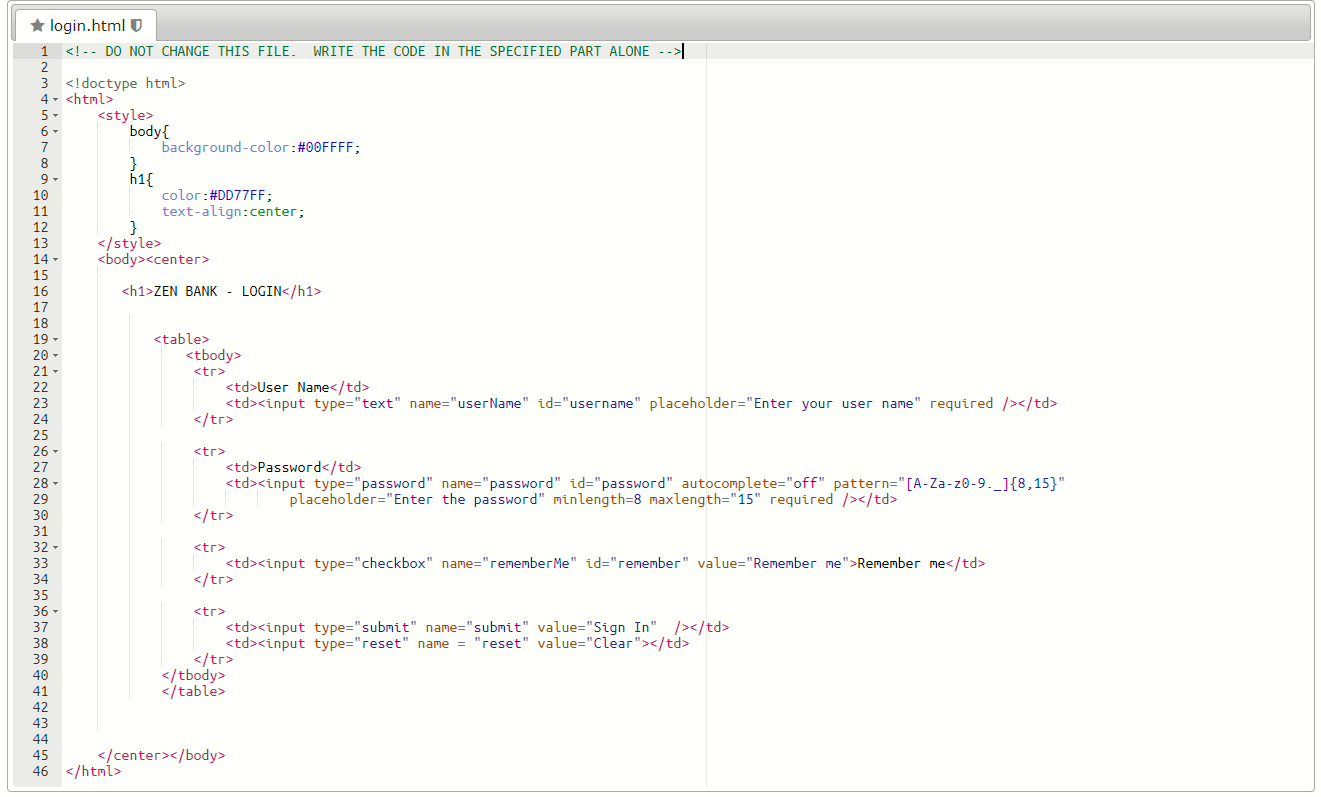 login.html
1 <!-- DO NOT CHANGE THIS FILE.  WRITE THE CODE IN THE SPECIFIED PART ALONE -->
2
3 <!doctype html>
4 <html>
5     <style>
6         body{
7             background-color:#00FFFF;
8         }
9         h1{
10             color:#DD77FF;
11             text-align:center;
12         }
13     </style>
14     <body><center>
15
16        <h1>ZEN BANK - LOGIN</h1>
17
18
19            <table>
20                <tbody>
21                 <tr>
22                     <td>User Name</td>
23                     <td><input type="text" name="userName" id="username" placeholder="Enter your user name" required /></td>
24                 </tr>
25
26                 <tr>
27                     <td>Password</td>
28                     <td><input type="password" name="password" id="password" autocomplete="off" pattern="[A-Za-z0-9._]{8,15}"
29                             placeholder="Enter the password" minlength=8 maxlength="15" required /></td>
30                 </tr>
31
32                 <tr>
33                     <td><input type="checkbox" name="rememberMe" id="remember" value="Remember me">Remember me</td>
34                 </tr>
35
36                 <tr>
37                     <td><input type="submit" name="submit" value="Sign In"  /></td>
38                     <td><input type="reset" name = "reset" value="Clear"></td>
39                 </tr>
40             </tbody>
41             </table>
42
43
44
45     </center></body>
46 </html>